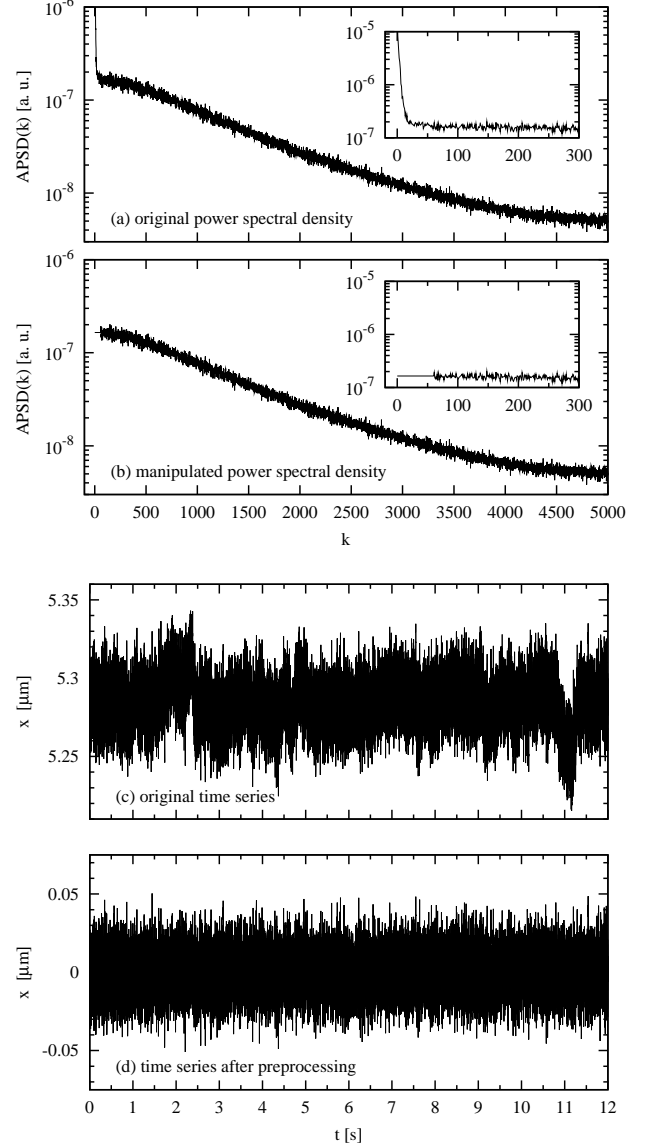 10^-6
10^-7
10^-8
APSD(k) [a. u.]
10^-5
10^-6
10^-7
0 100 200 300
(a) original power spectral density
10^-6
10^-7
10^-8
APSD(k) [a. u.]
10^-5
10^-6
10^-7
0 100 200 300
(b) manipulated power spectral density
0 500 1000 1500 2000 2500 3000 3500 4000 4500 5000
k
5.35
5.3
5.25
x [µm]
(c) original time series
0.05
0
-0.05
x [µm]
(d) time series after preprocessing
0 1 2 3 4 5 6 7 8 9 10 11 12
t [s]